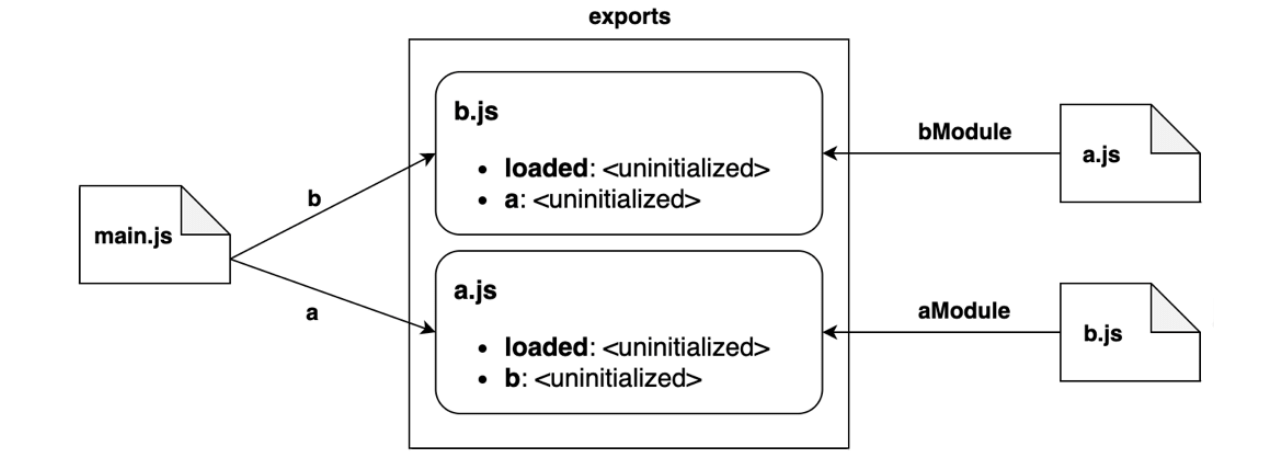 exports
b.js
• loaded: <uninitialized>
• a: <uninitialized>
bModule
a.js
main.js
b
a
a.js
• loaded: <uninitialized>
• b: <uninitialized>
aModule
b.js